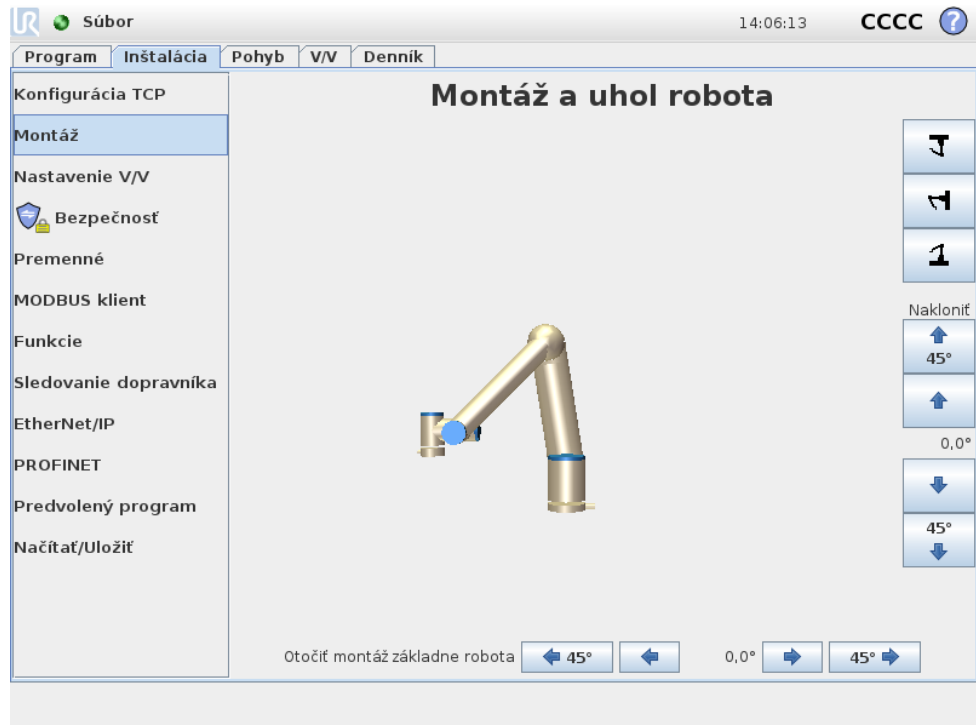 UR Súbor 14:06:13 CCCC ?
Program Inštalácia Pohyb V/V Denník
Konfigurácia TCP
Montáž
Nastavenie V/V
Bezpečnosť
Premenné
MODBUS klient
Funkcie
Sledovanie dopravníka
EtherNet/IP
PROFINET
Predvolený program
Načítať/Uložiť
Montáž a uhol robota
Nakloniť
45°
0,0°
45°
Otočiť montáž základne robota 45° 0,0° 45°